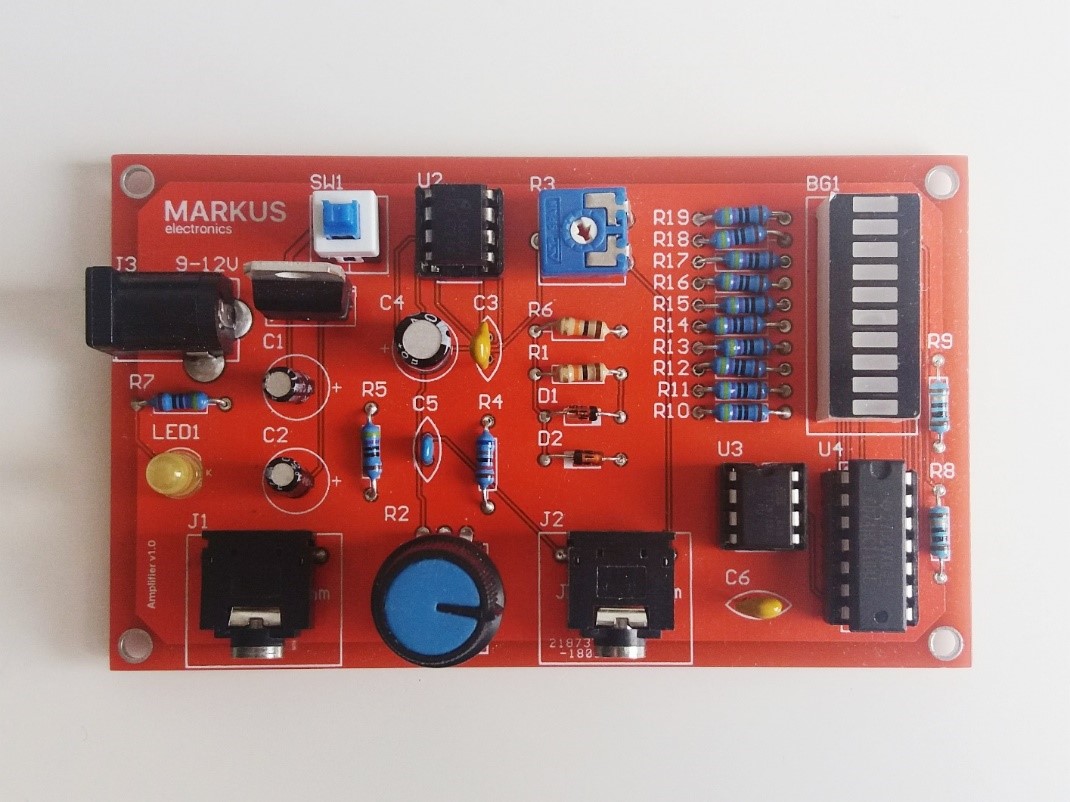 SW1
U2
R3
BG1
MARKUS
electronics
J3
9-12V
R19
R18
R17
R16
R15
R14
R13
R12
R11
R10
C4
C3
R6
C1
R1
R9
R7
R5
C5
R4
D1
LED1
C2
K
D2
U3
U4
R8
R2
J1
J2
Amplifier v1.0
C6